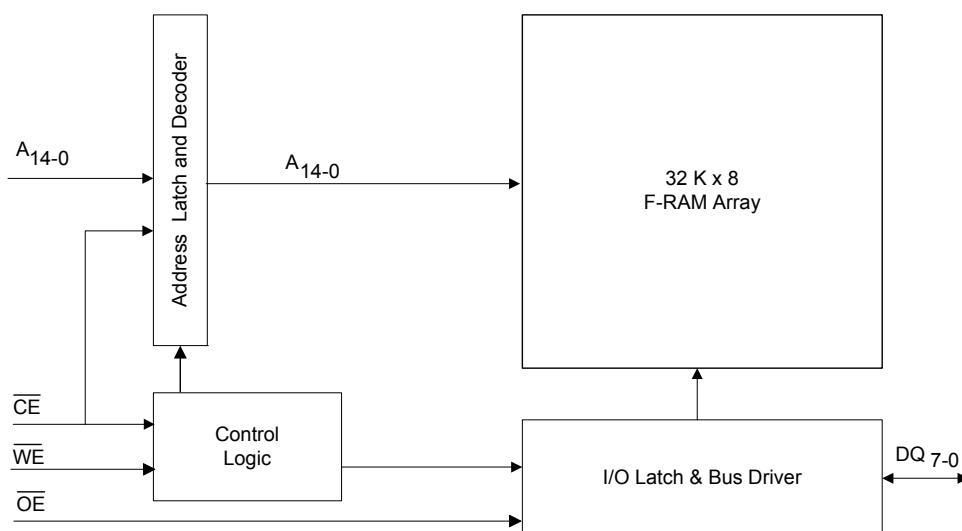 A14-0
Address Latch and Decoder
A14-0
32 K x 8
F-RAM Array
CE
WE
OE
Control
Logic
I/O Latch & Bus Driver
DQ 7-0